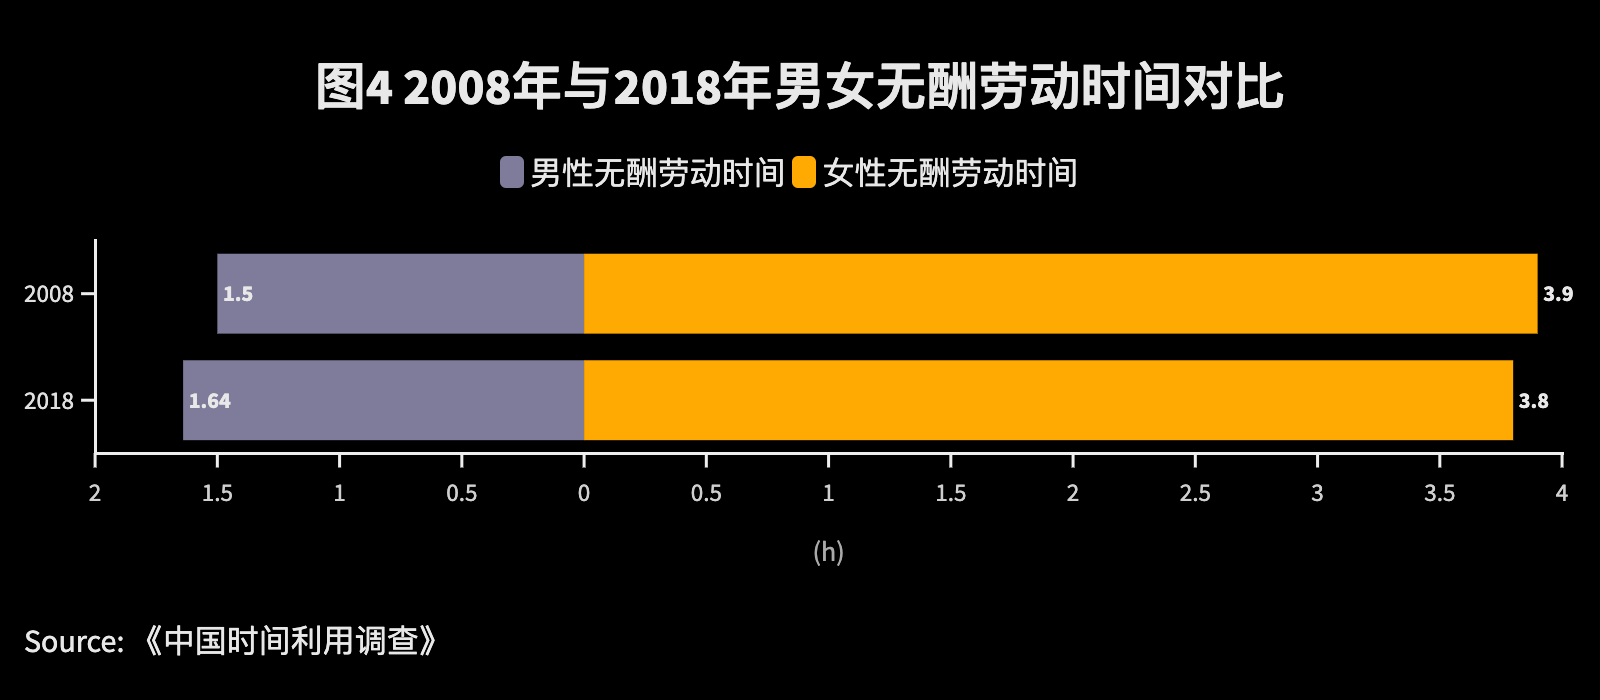 图4 2008年与2018年男女无酬劳动时间对比
男性无酬劳动时间 女性无酬劳动时间
2008 1.5 3.9
2018 1.64 3.8
2 1.5 1 0.5 0 0.5 1 1.5 2 2.5 3 3.5 4
(h)
Source: 《中国时间利用调查》